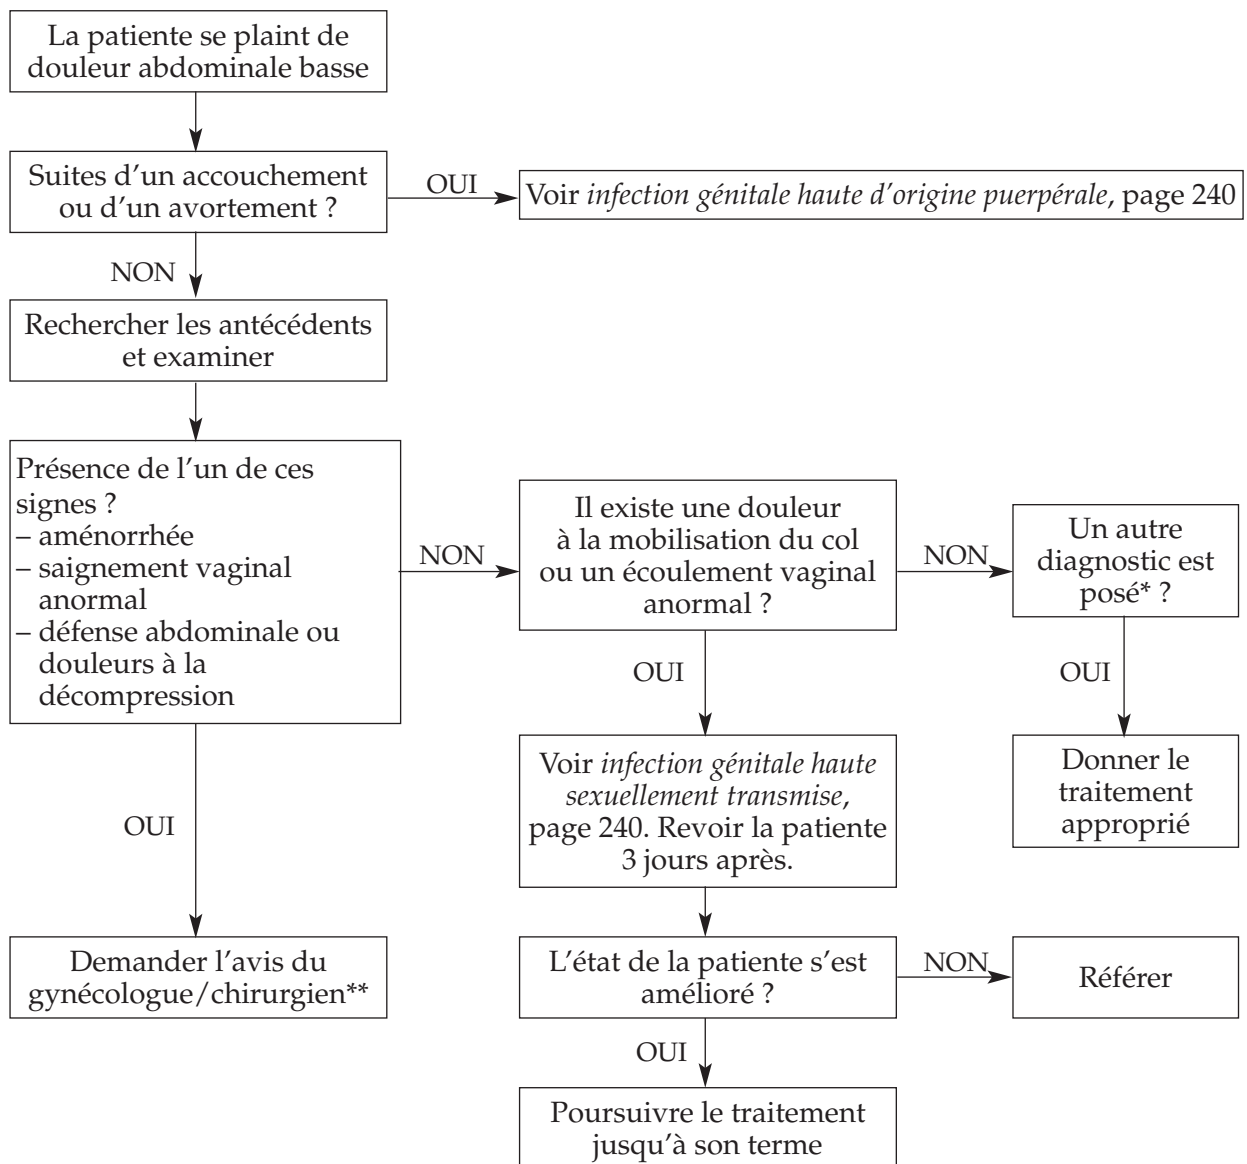 La patiente se plaint de
douleur abdominale basse
Suites d'un accouchement
ou d'un avortement ?
OUI
Voir infection génitale haute d'origine puerpérale, page 240
NON
Rechercher les antécédents
et examiner
Présence de l'un de ces
signes ?
– aménorrhée
– saignement vaginal
anormal
– défense abdominale ou
douleurs à la
décompression
NON
Il existe une douleur
à la mobilisation du col
ou un écoulement vaginal
anormal ?
NON
Un autre
diagnostic est
posé* ?
OUI
OUI
OUI
Voir infection génitale haute
sexuellement transmise,
page 240. Revoir la patiente
3 jours après.
Donner le
traitement
approprié
Demander l'avis du
gynécologue/chirurgien**
L'état de la patiente s'est
amélioré ?
NON
Référer
OUI
Poursuivre le traitement
jusqu'à son terme